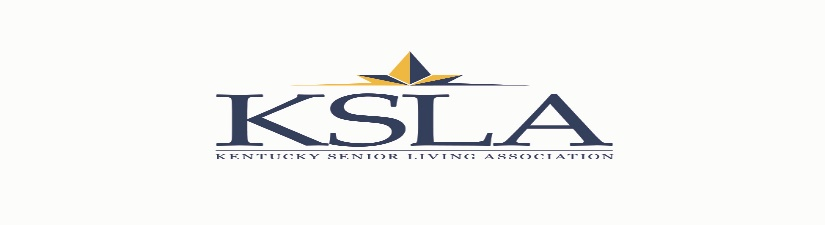 KSLA
KENTUCKY SENIOR LIVING ASSOCIATION